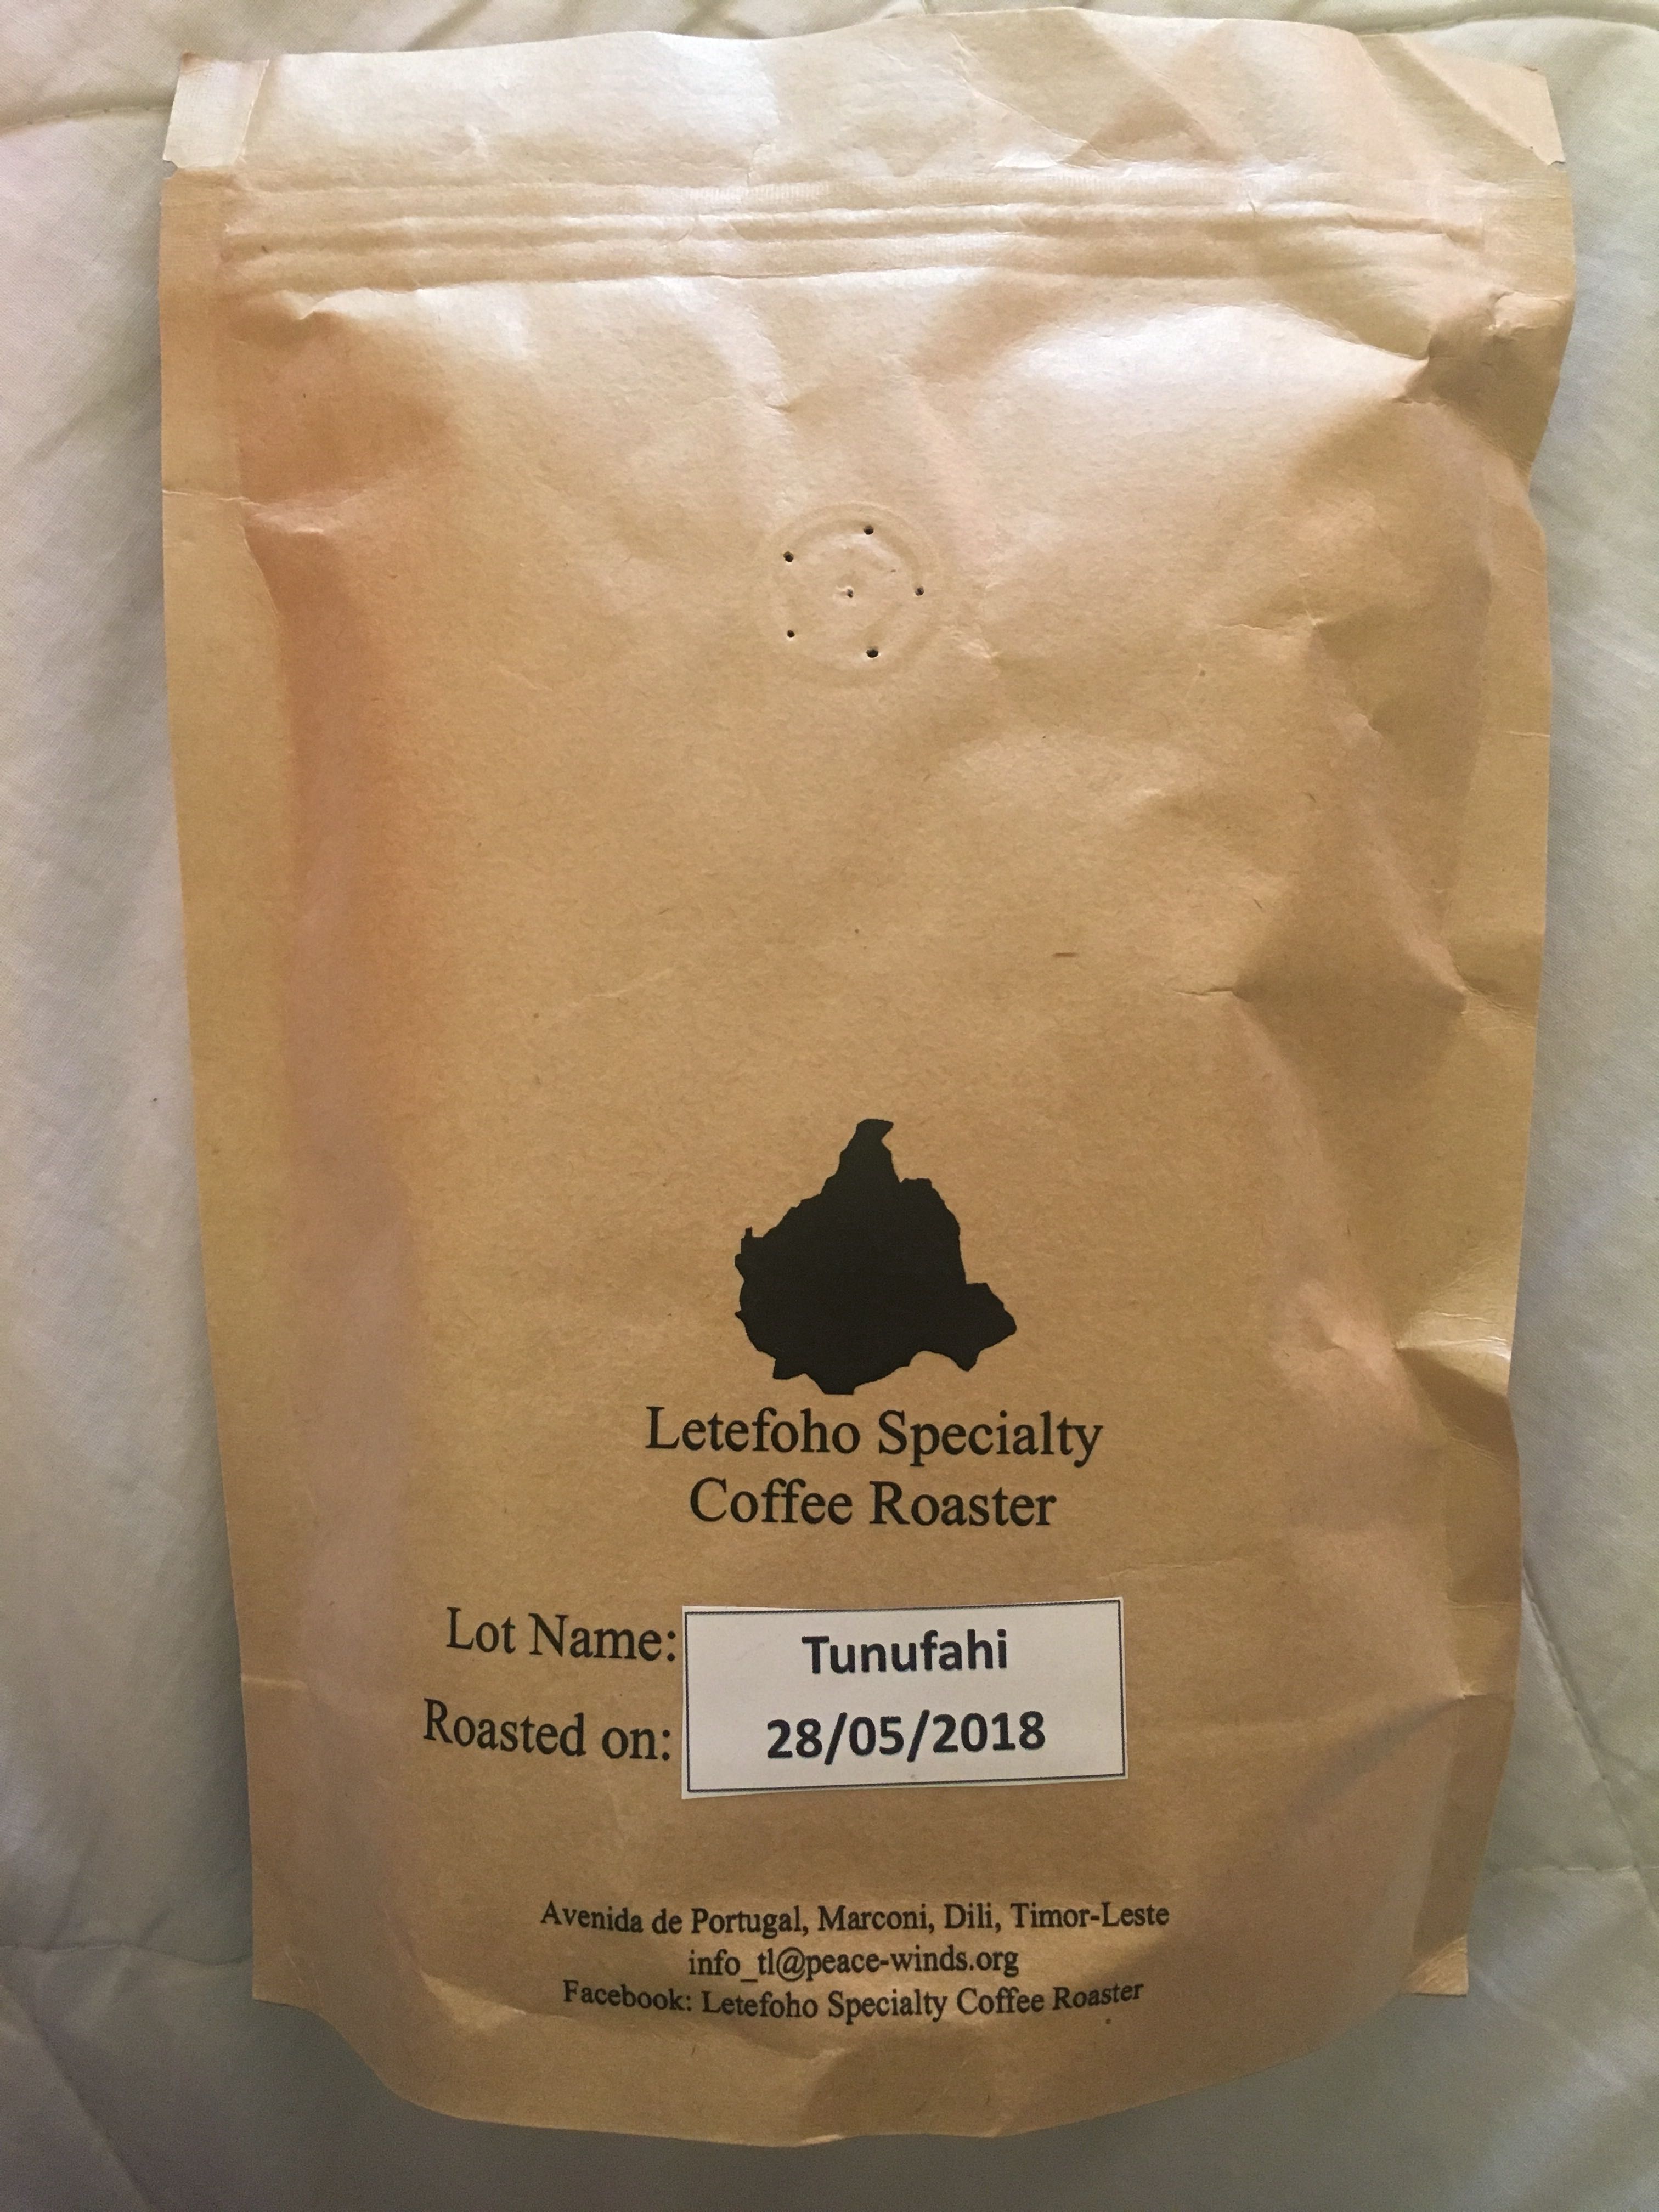 Letefoho Specialty
Coffee Roaster
Lot Name: Tunufahi
Roasted on: 28/05/2018
Avenida de Portugal, Marconi, Dili, Timor-Leste
info_tl@peace-winds.org
Facebook: Letefoho Specialty Coffee Roaster